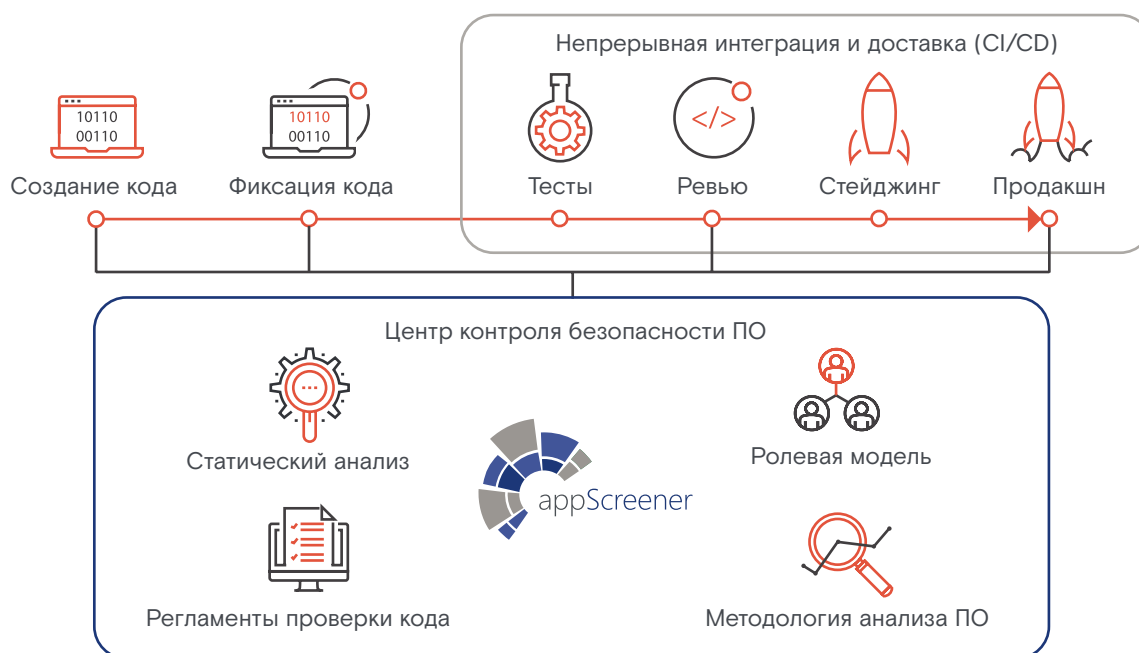 Непрерывная интеграция и доставка (CI/CD)
10110
00110
10110
00110
</>
Создание кода
Фиксация кода
Тесты
Ревью
Стейджинг
Продакшн
Центр контроля безопасности ПО
Статический анализ
Ролевая модель
appScreener
Регламенты проверки кода
Методология анализа ПО